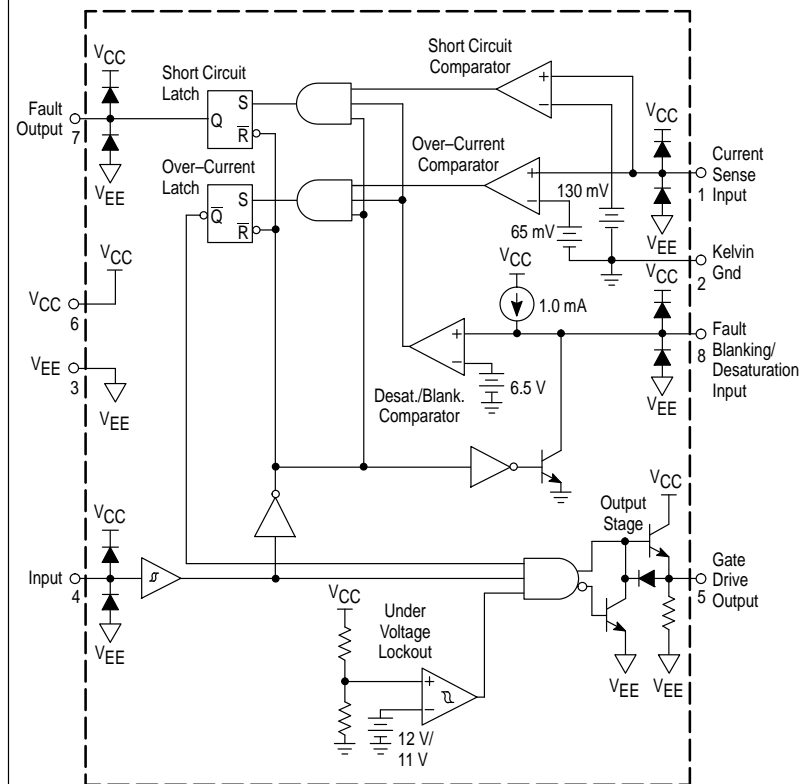 Short Circuit
Comparator
VCC
Short Circuit
Latch
S
Q
R
+
–
VCC
Fault
Output
7
VEE
Over–Current
Comparator
Over–Current
Latch
S
Q
R
+
–
130 mV
65 mV
Current
Sense
Input
1
VEE
VCC
Kelvin
Gnd
2
VCC
VCC
6
VCC
1.0 mA
Fault
Blanking/
Desaturation
Input
8
VEE
VEE
3
VEE
+
–
6.5 V
Desat./Blank.
Comparator
VCC
Output
Stage
VCC
Input
4
VEE
Gate
Drive
Output
5
VCC
Under
Voltage
Lockout
+
–
12 V/
11 V
VEE
VEE